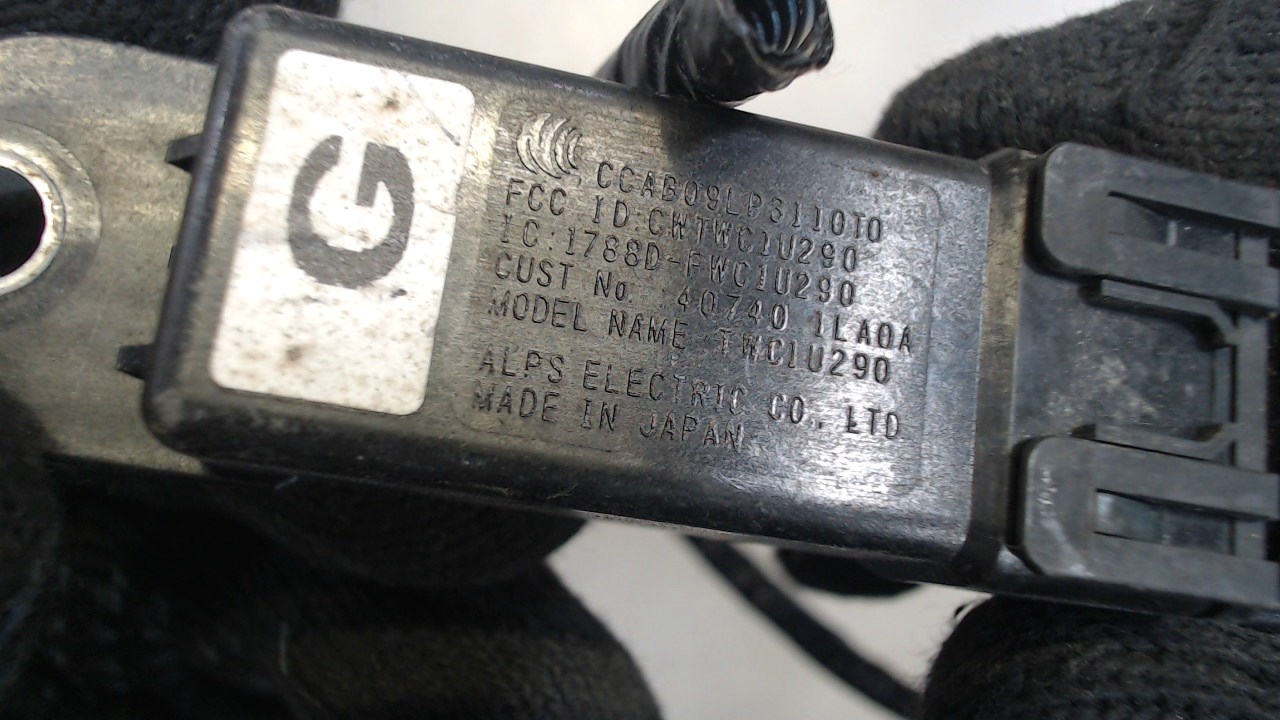 G
CCAB09LP3110T0
FCC ID:CWTWC1U290
IC:1788D-FWC1U290
CUST No. 40740 1LA0A
MODEL NAME TWC1U290
ALPS ELECTRIC CO., LTD
MADE IN JAPAN